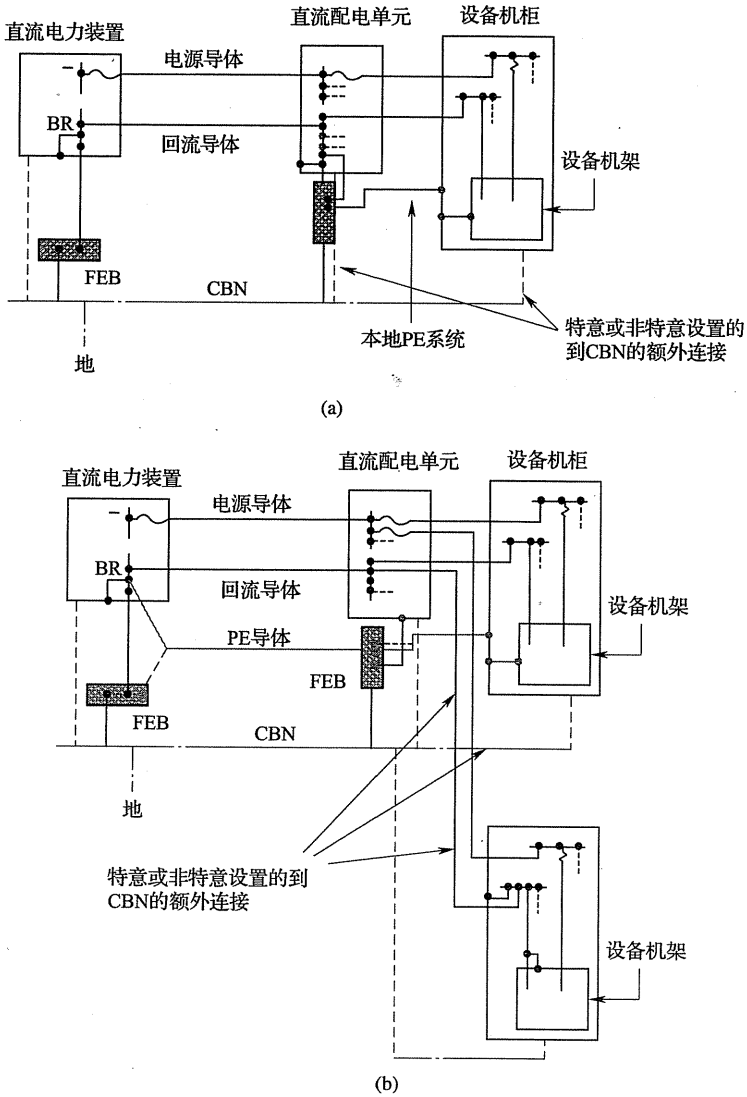 直流电力装置
直流配电单元
设备机柜
电源导体
BR
回流导体
设备机架
FEB
CBN
地
本地PE系统
特意或非特意设置的
到CBN的额外连接
(a)
直流电力装置
直流配电单元
设备机柜
电源导体
BR
回流导体
设备机架
PE导体
FEB
FEB
CBN
地
特意或非特意设置的到
CBN的额外连接
设备机架
(b)